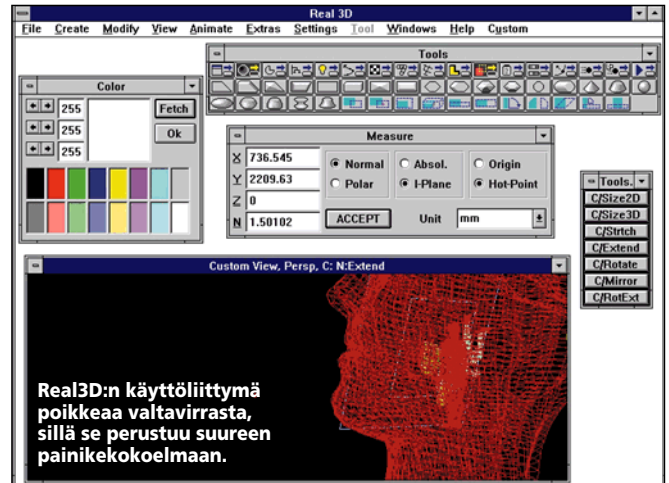 Real 3D
File Create Modify View Animate Extras Settings Tool Windows Help Custom
Tools
Color
255
255
255
Fetch
Ok
Measure
X 736.545
Y 2209.63
Z 0
N 1.50102
Normal
Polar
Absol.
I-Plane
Origin
Hot-Point
ACCEPT
Unit mm
Tools.
C/Size2D
C/Size3D
C/Strtch
C/Extend
C/Rotate
C/Mirror
C/RotExt
Custom View, Persp, C: N:Extend
Real3D:n käyttöliittymä
poikkeaa valtavirrasta,
sillä se perustuu suureen
painikekokoelmaan.